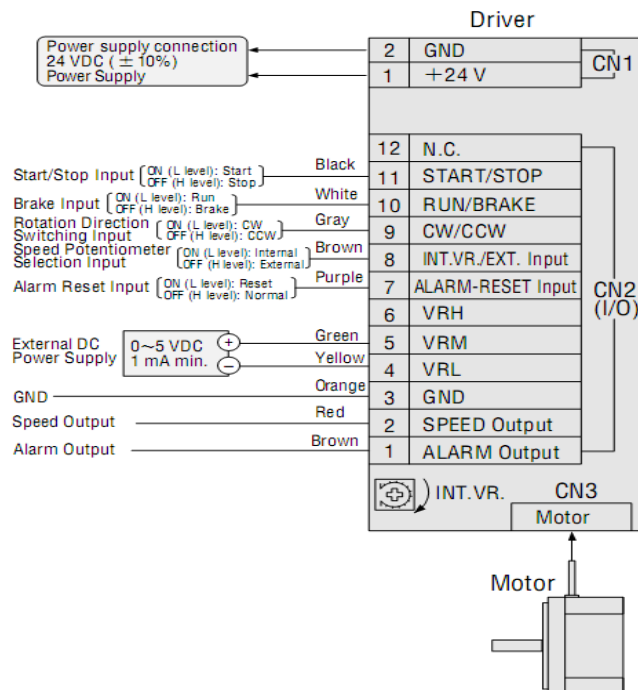 Driver
Power supply connection
24 VDC ( ± 10%)
Power Supply
2 GND
1 +24 V
CN1
12 N.C.
Start/Stop Input [ON (L level): Start
OFF (H level): Stop] Black 11 START/STOP
Brake Input [ON (L level): Run
OFF (H level): Brake] White 10 RUN/BRAKE
Rotation Direction
Switching Input [ON (L level): CW
OFF (H level): CCW] Gray 9 CW/CCW
Speed Potentiometer
Selection Input [ON (L level): Internal
OFF (H level): External] Brown 8 INT.VR./EXT. Input
Alarm Reset Input [ON (L level): Reset
OFF (H level): Normal] Purple 7 ALARM-RESET Input
CN2
(I/O)
6 VRH
External DC
Power Supply
0~5 VDC
1 mA min.
+ Green 5 VRM
− Yellow 4 VRL
GND Orange 3 GND
Speed Output Red 2 SPEED Output
Alarm Output Brown 1 ALARM Output
INT.VR.
CN3
Motor
Motor